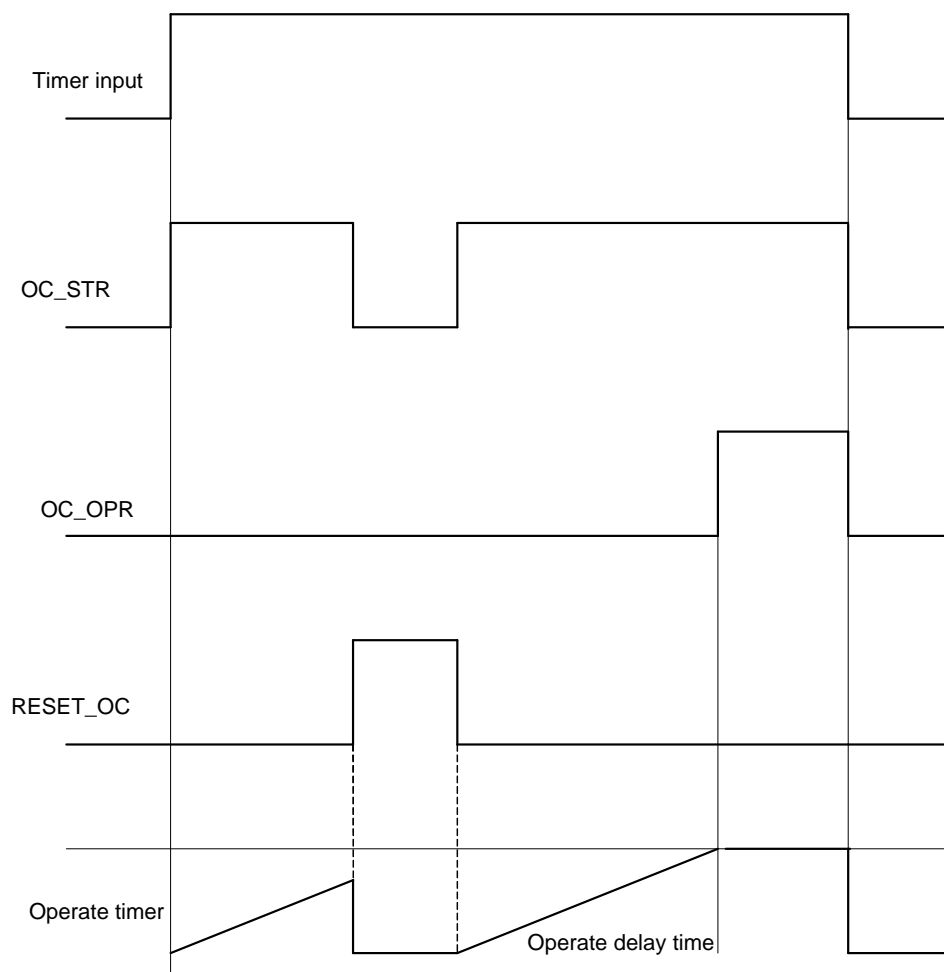 Timer input
OC_STR
OC_OPR
RESET_OC
Operate timer
Operate delay time